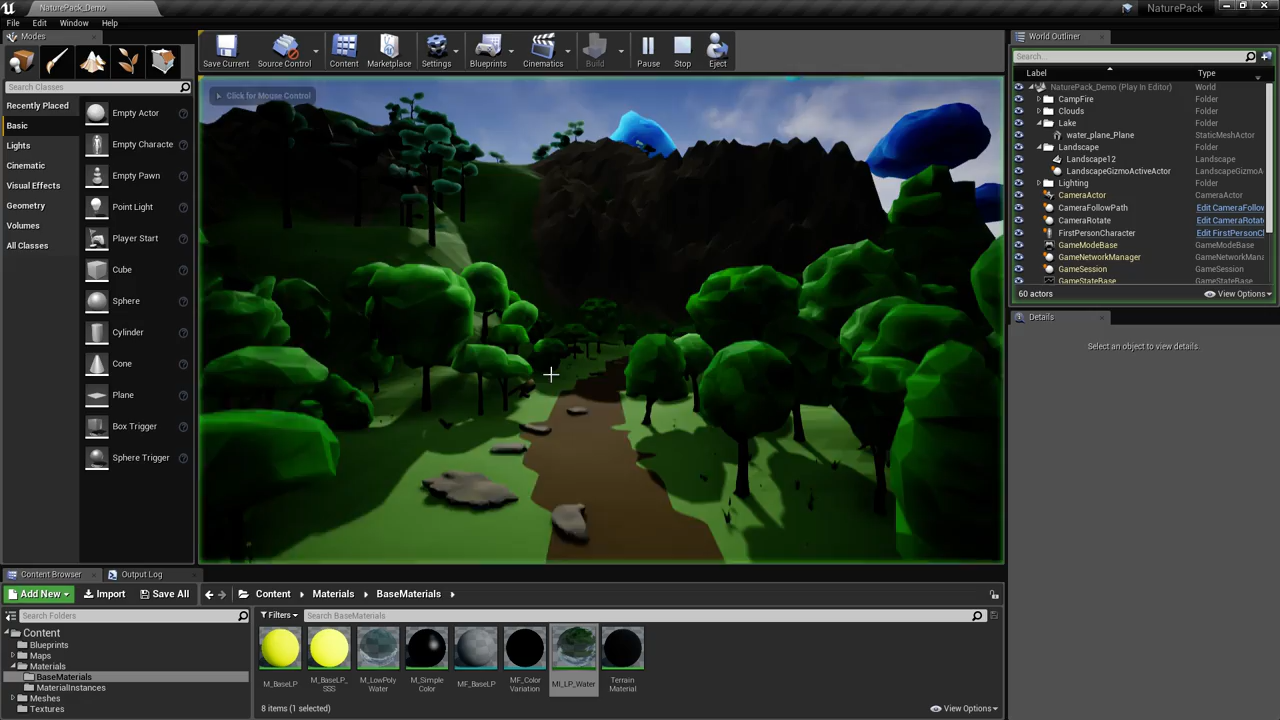 NaturePack_Demo
NaturePack
File Edit Window Help
Modes
Search Classes
Recently Placed
Basic
Lights
Cinematic
Visual Effects
Geometry
Volumes
All Classes
Empty Actor
Empty Characte
Empty Pawn
Point Light
Player Start
Cube
Sphere
Cylinder
Cone
Plane
Box Trigger
Sphere Trigger
Save Current Source Control Content Marketplace Settings Blueprints Cinematics Build Pause Stop Eject
Click for Mouse Control
World Outliner
Search...
Label Type
NaturePack_Demo (Play In Editor) World
CampFire Folder
Clouds Folder
Lake Folder
water_plane_Plane StaticMeshActor
Landscape Folder
Landscape12 Landscape
LandscapeGizmoActiveActor LandscapeGizmoA
Lighting Folder
CameraActor CameraActor
CameraFollowPath Edit CameraFollow
CameraRotate Edit CameraRotat
FirstPersonCharacter Edit FirstPersonCl
GameModeBase GameModeBase
GameNetworkManager GameNetworkMana
GameSession GameSession
GameStateBase GameStateBase
60 actors View Options
Details
Select an object to view details.
Content Browser Output Log
Add New Import Save All Content Materials BaseMaterials
Search Folders
Content
Blueprints
Maps
Materials
BaseMaterials
MaterialInstances
Meshes
Textures
Filters Search BaseMaterials
M_BaseLP
M_BaseLP_
SSS
M_LowPoly
Water
M_Simple
Color
MF_BaseLP
MF_Color
Variation
MI_LP_Water
Terrain
Material
8 items (1 selected) View Options